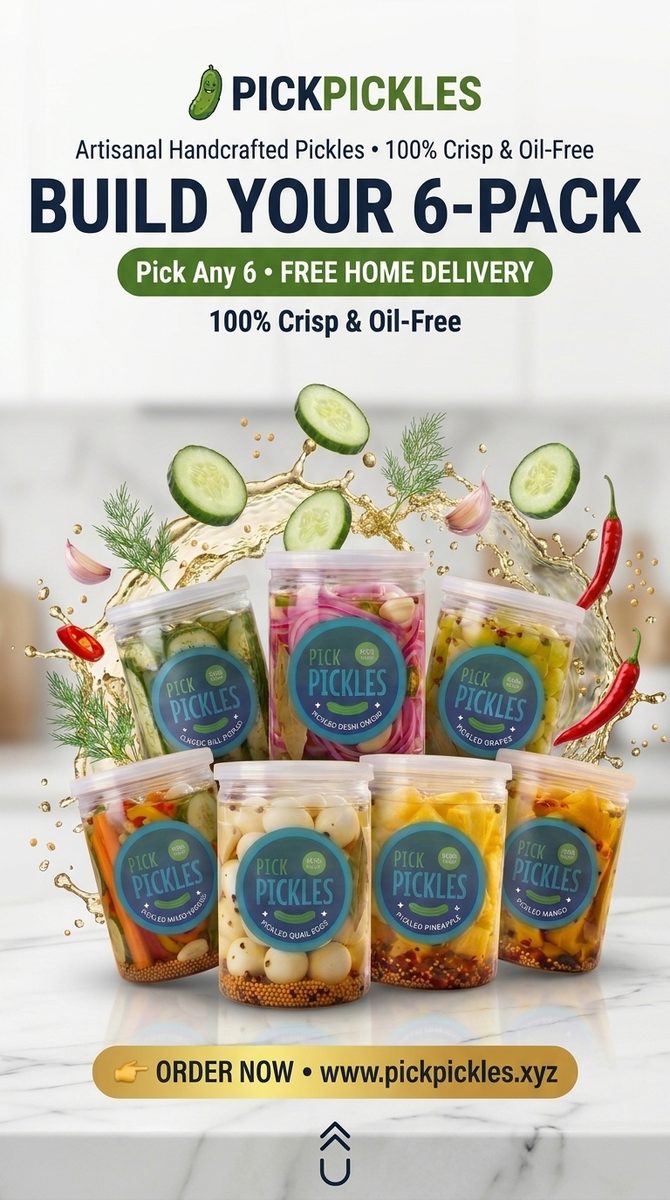 PICKPICKLES
Artisanal Handcrafted Pickles • 100% Crisp & Oil-Free
BUILD YOUR 6-PACK
Pick Any 6 • FREE HOME DELIVERY
100% Crisp & Oil-Free
PICK
PICKLES
PICK
PICKLES
PICK
PICKLES
PICKLED GRAPES
PICK
PICKLES
PICK
PICKLES
PICKLED QUAIL EGGS
PICK
PICKLES
PICKLED PINEAPPLE
PICK
PICKLES
PICKLED MANGO
👉 ORDER NOW • www.pickpickles.xyz